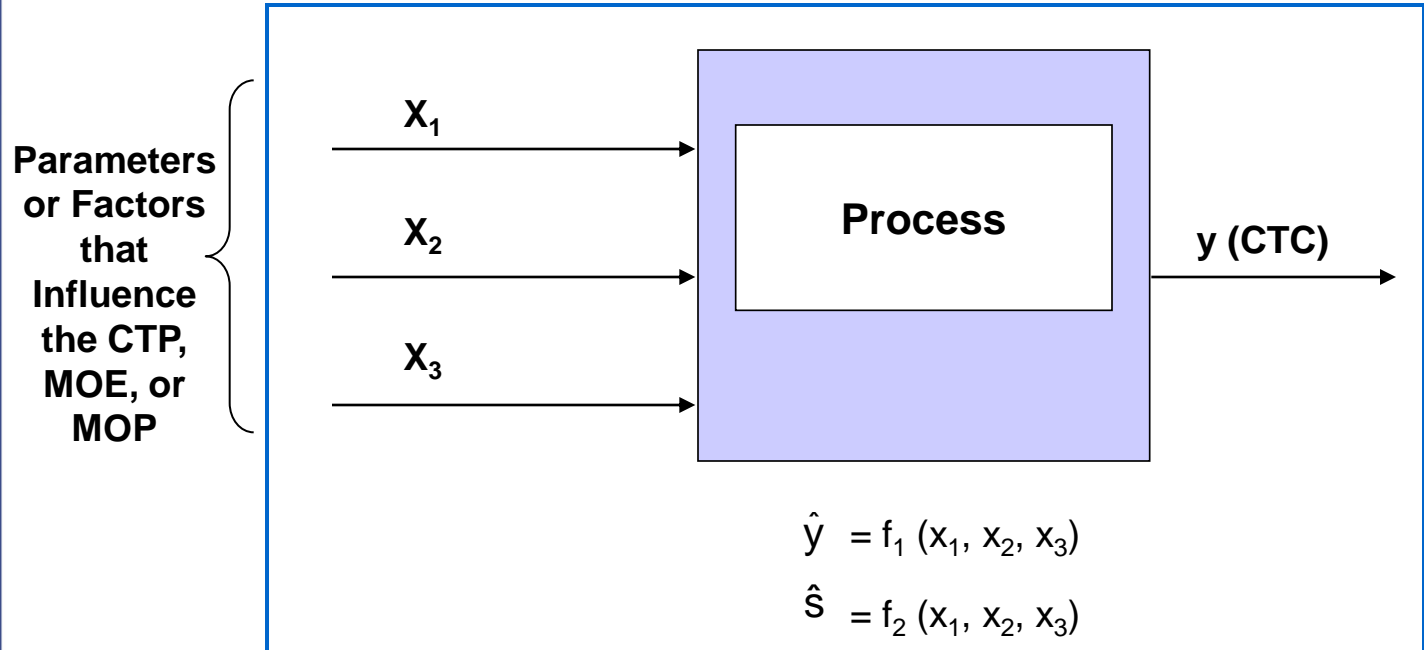 Parameters
or Factors
that
Influence
the CTP,
MOE, or
MOP
X₁
X₂
X₃
Process
y (CTC)
ŷ = f₁ (x₁, x₂, x₃)
ŝ = f₂ (x₁, x₂, x₃)